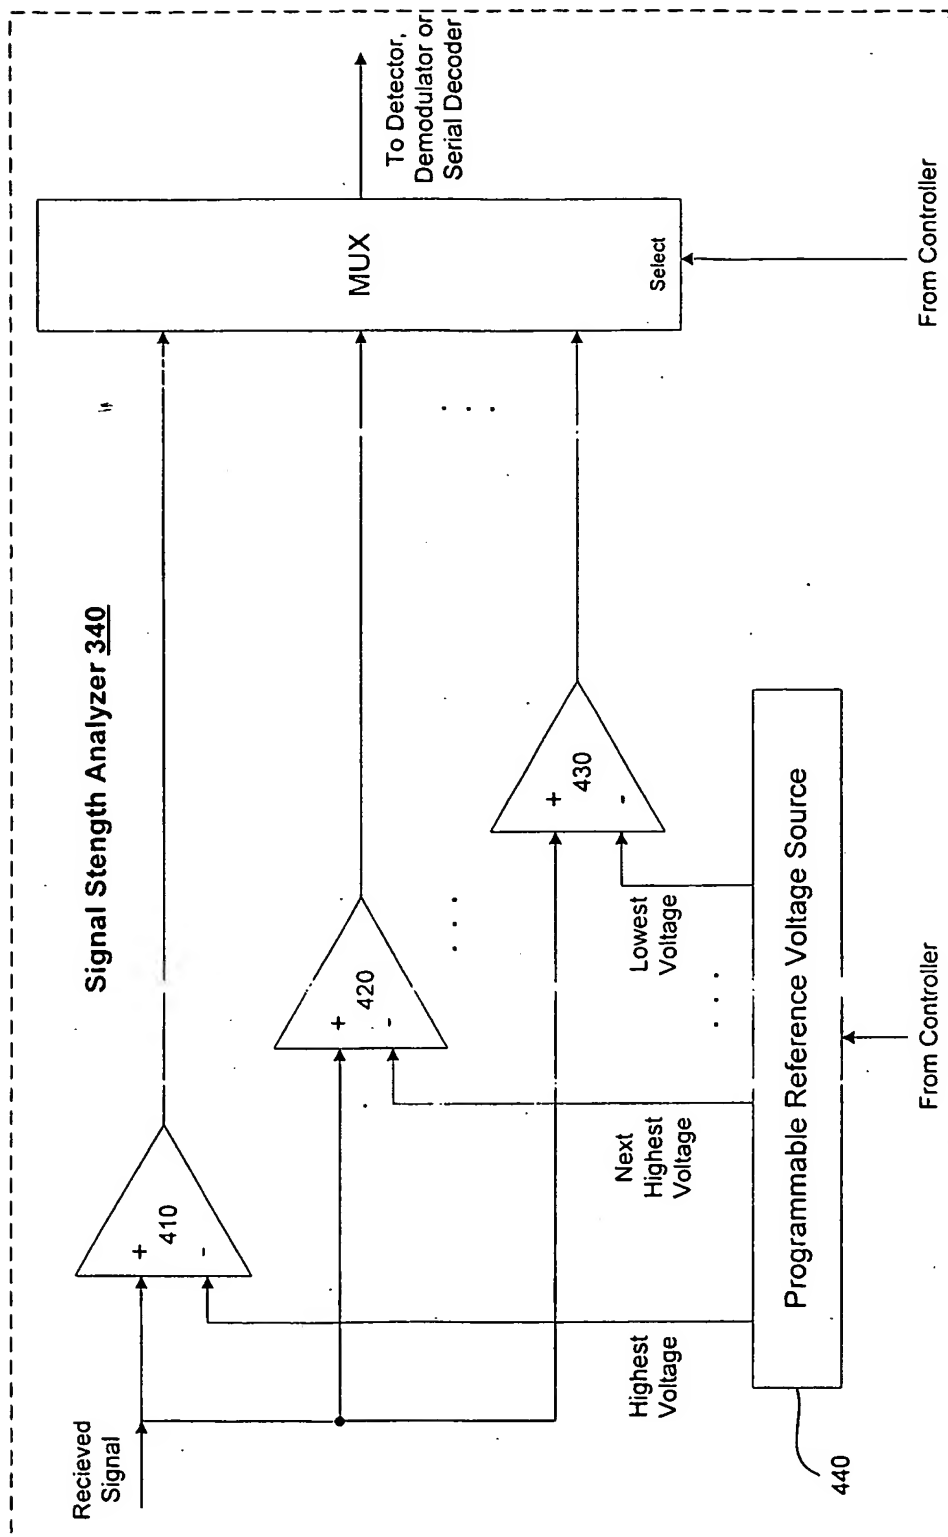 Signal Stength Analyzer 340
Recieved
Signal
+
410
-
+
420
-
+
430
-
. . .
. . .
MUX
Select
To Detector,
Demodulator or
Serial Decoder
Highest
Voltage
Next
Highest
Voltage
. . .
Lowest
Voltage
Programmable Reference Voltage Source
440
From Controller
From Controller